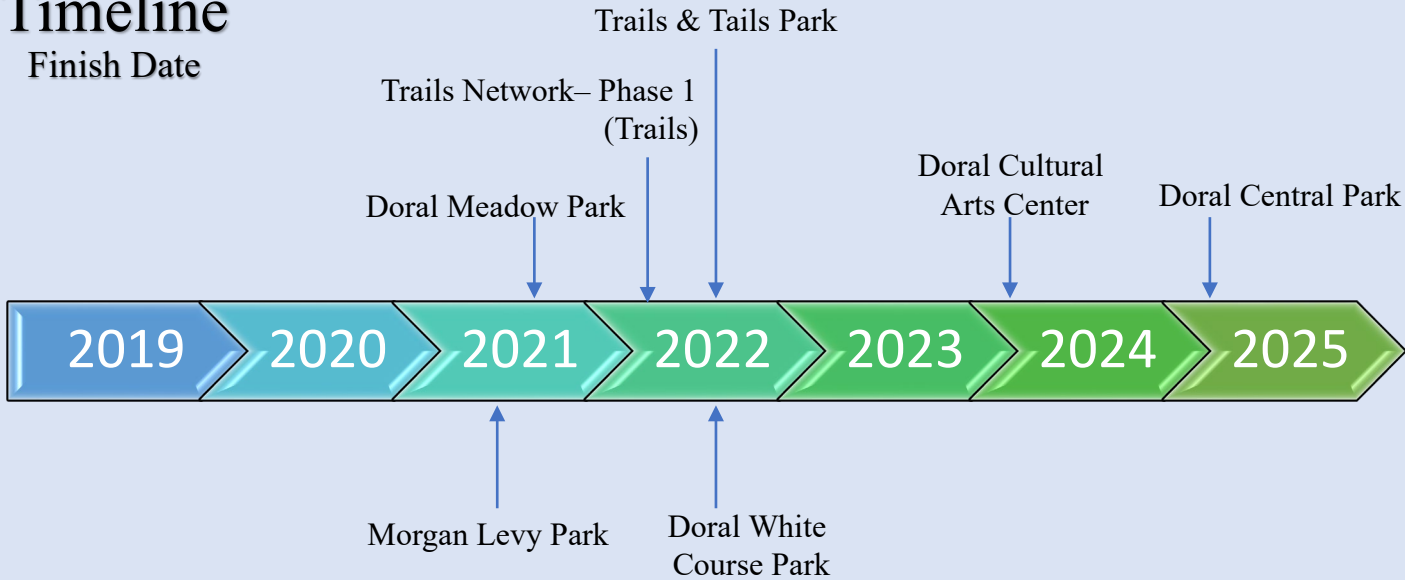 Timeline
Finish Date
Trails & Tails Park
Trails Network– Phase 1
(Trails)
Doral Meadow Park
Doral Cultural
Arts Center
Doral Central Park
2019
2020
2021
2022
2023
2024
2025
Morgan Levy Park
Doral White
Course Park